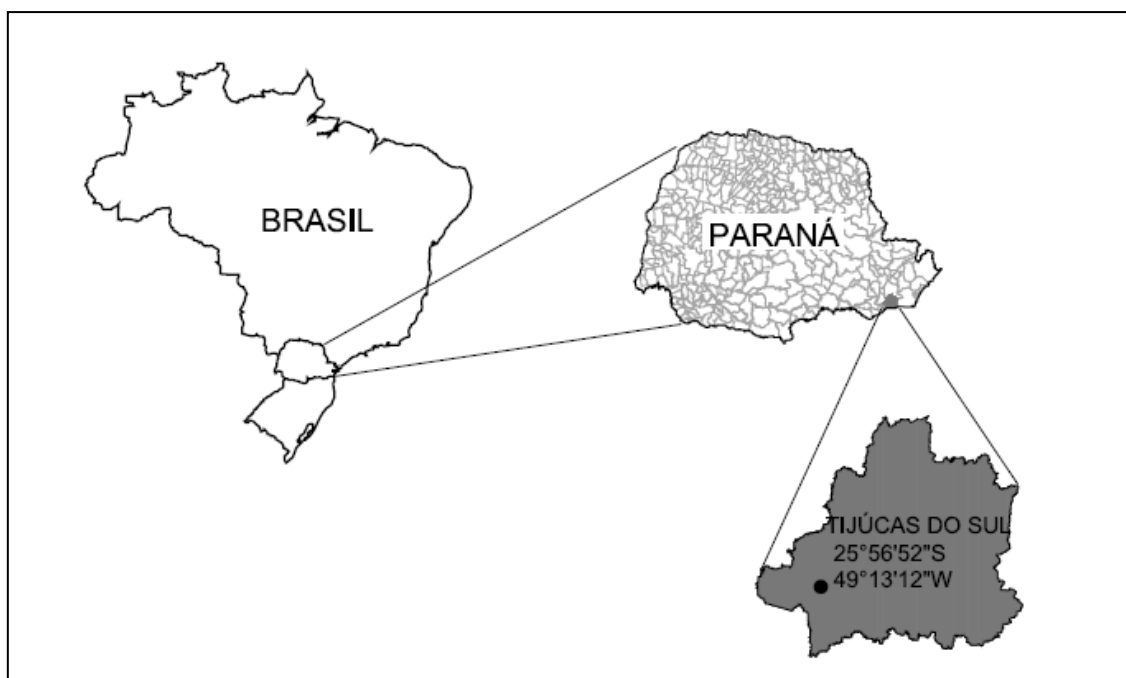 BRASIL
PARANÁ
TIJÚCAS DO SUL
25°56'52"S
49°13'12"W